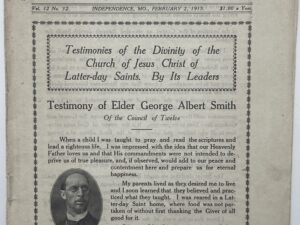 Vol. 12 No. 12 INDEPENDENCE, MO., FEBRUARY 2, 1915. $1.00 a Year
Testimonies of the Divinity of the
Church of Jesus Christ of
Latter-day Saints. By Its Leaders
Testimony of Elder George Albert Smith
Of the Council of Twelve
When a child I was taught to pray and read the scriptures and
lead a righteous life. I was impressed with the idea that our Heavenly
Father loves us and that His commandments were not intended to de-
prive us of true pleasure, and, if observed, would add to our peace and
contentment here and prepare us for eternal
happiness.
My parents lived as they desired me to live
and I soon learned that they believed and prac-
ticed what they taught. I was reared in a Lat-
ter-day Saint home, where food was not par-
taken of without first thanking the Giver of all
good for it.